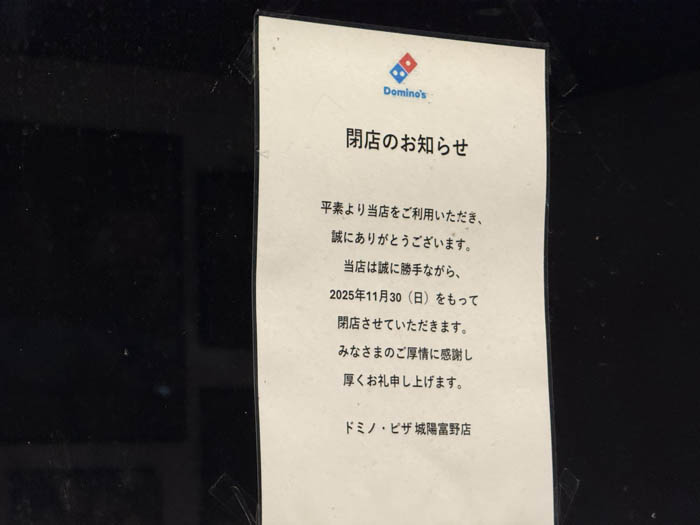 Domino's
閉店のお知らせ
平素より当店をご利用いただき、
誠にありがとうございます。
当店は誠に勝手ながら、
2025年11月30（日）をもって
閉店させていただきます。
みなさまのご厚情に感謝し
厚くお礼申し上げます。
ドミノ・ピザ 城陽富野店